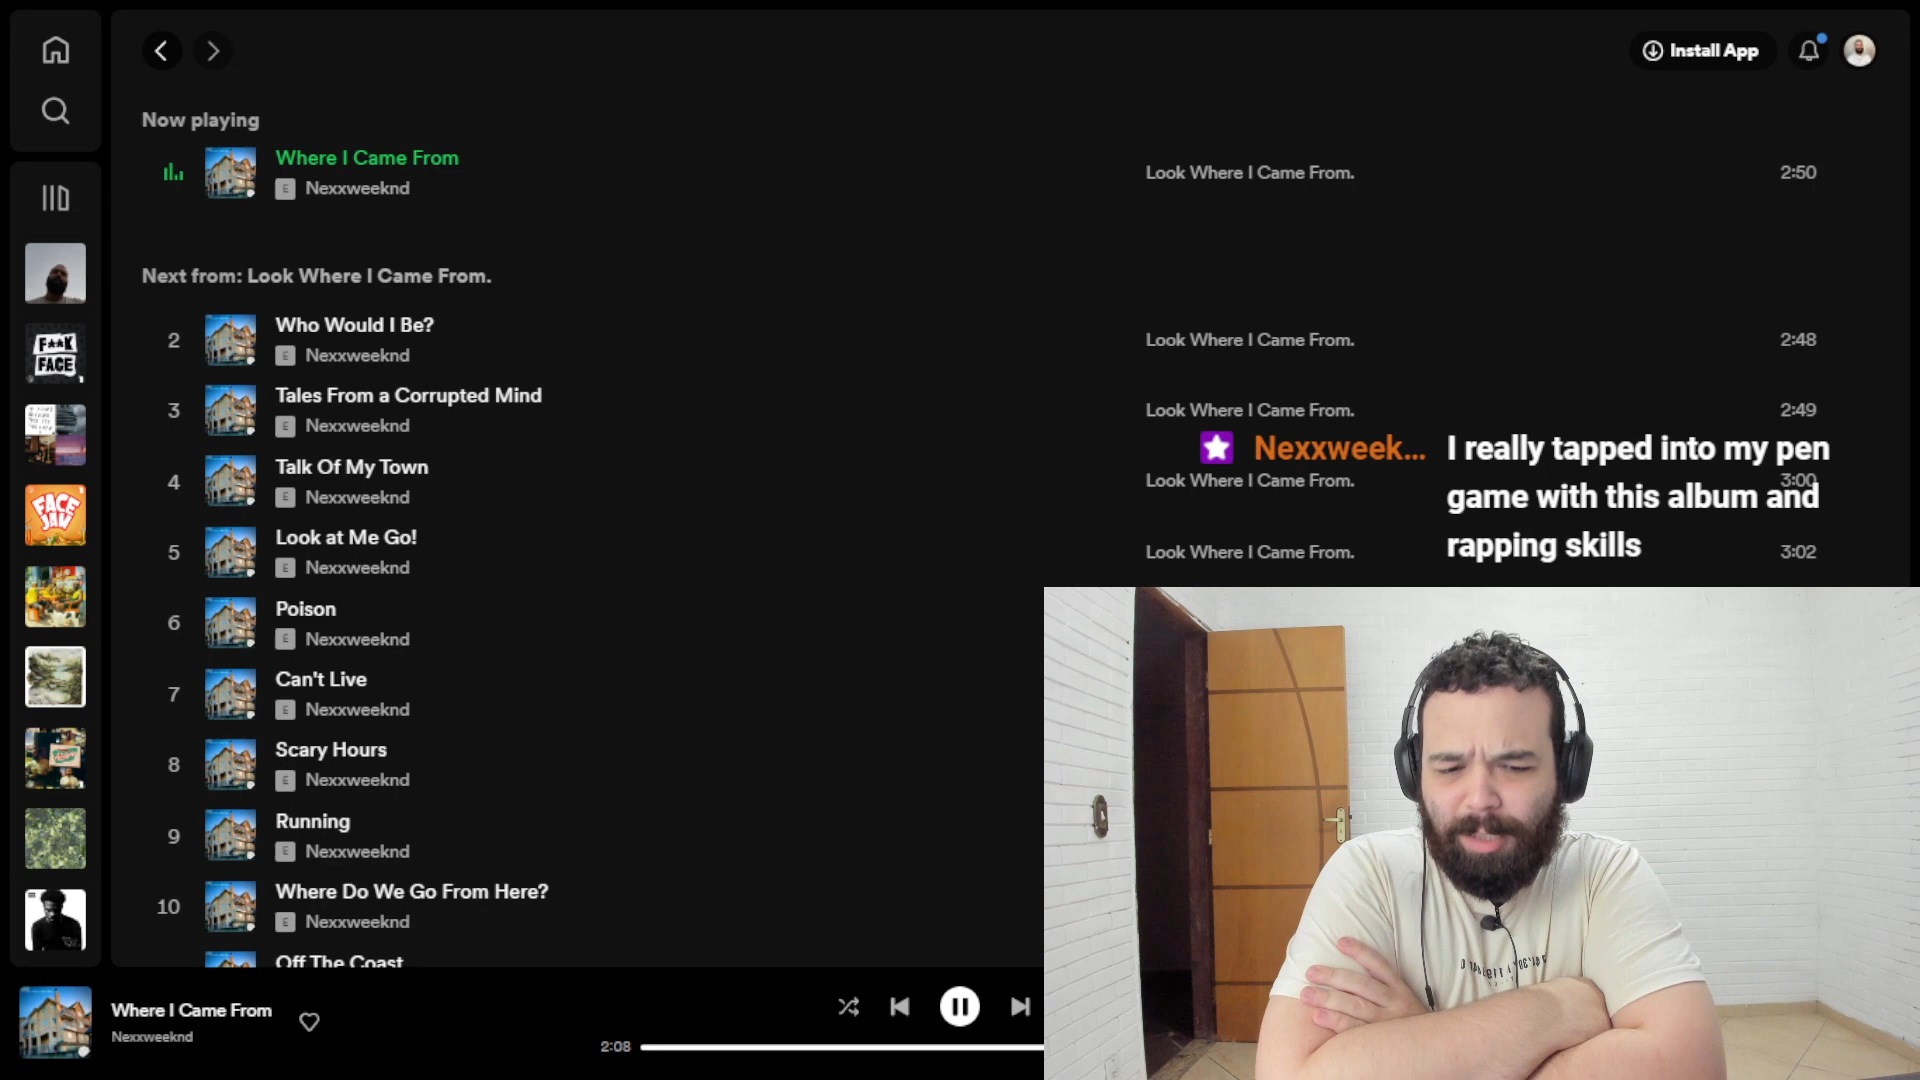 Install App
Now playing
Where I Came From
E Nexxweeknd
Look Where I Came From.
2:50
Next from: Look Where I Came From.
2
Who Would I Be?
E Nexxweeknd
Look Where I Came From.
2:48
3
Tales From a Corrupted Mind
E Nexxweeknd
Look Where I Came From.
2:49
Nexxweek... I really tapped into my pen
game with this album and
rapping skills
4
Talk Of My Town
E Nexxweeknd
Look Where I Came From.
3:00
5
Look at Me Go!
E Nexxweeknd
Look Where I Came From.
3:02
6
Poison
E Nexxweeknd
7
Can't Live
E Nexxweeknd
8
Scary Hours
E Nexxweeknd
9
Running
E Nexxweeknd
10
Where Do We Go From Here?
E Nexxweeknd
Off The Coast
F**K
FACE
FACE
JAM
Where I Came From
Nexxweeknd
2:08